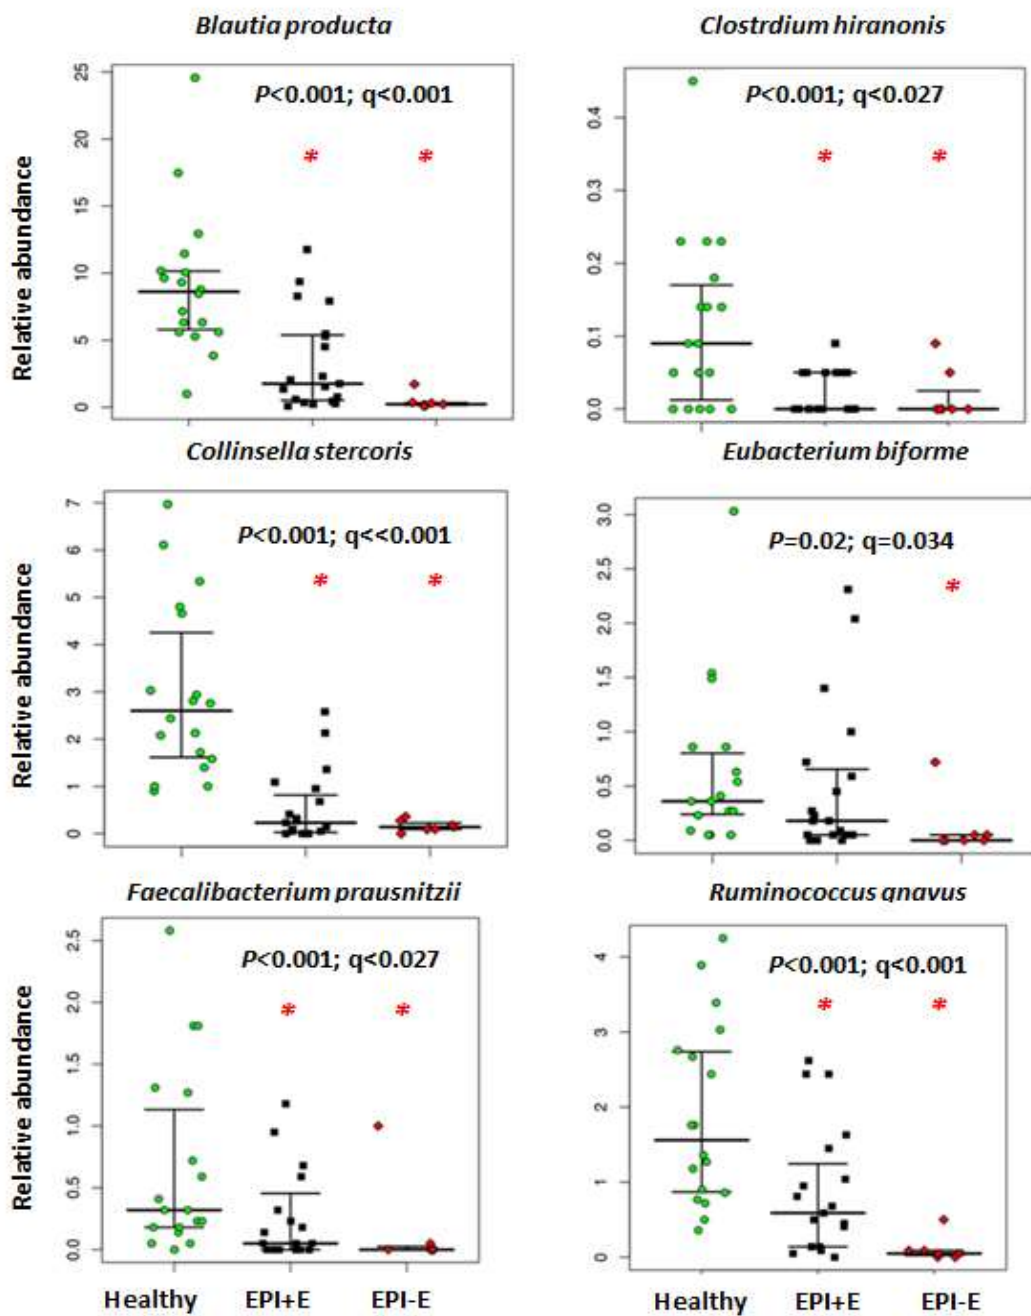 Blautia producta
Clostrdium hiranonis
Relative abundance
25
20
15
10
5
0
P<0.001; q<0.001
* *
0.4
0.3
0.2
0.1
0.0
P<0.001; q<0.027
* *
Collinsella stercoris
Eubacterium biforme
Relative abundance
7
6
5
4
3
2
1
0
P<0.001; q<<0.001
* *
3.0
2.5
2.0
1.5
1.0
0.5
0.0
P=0.02; q=0.034
*
Faecalibacterium prausnitzii
Ruminococcus gnavus
Relative abundance
2.5
2.0
1.5
1.0
0.5
0.0
P<0.001; q<0.027
* *
4
3
2
1
0
P<0.001; q<0.001
* *
Healthy EPI+E EPI-E
Healthy EPI+E EPI-E